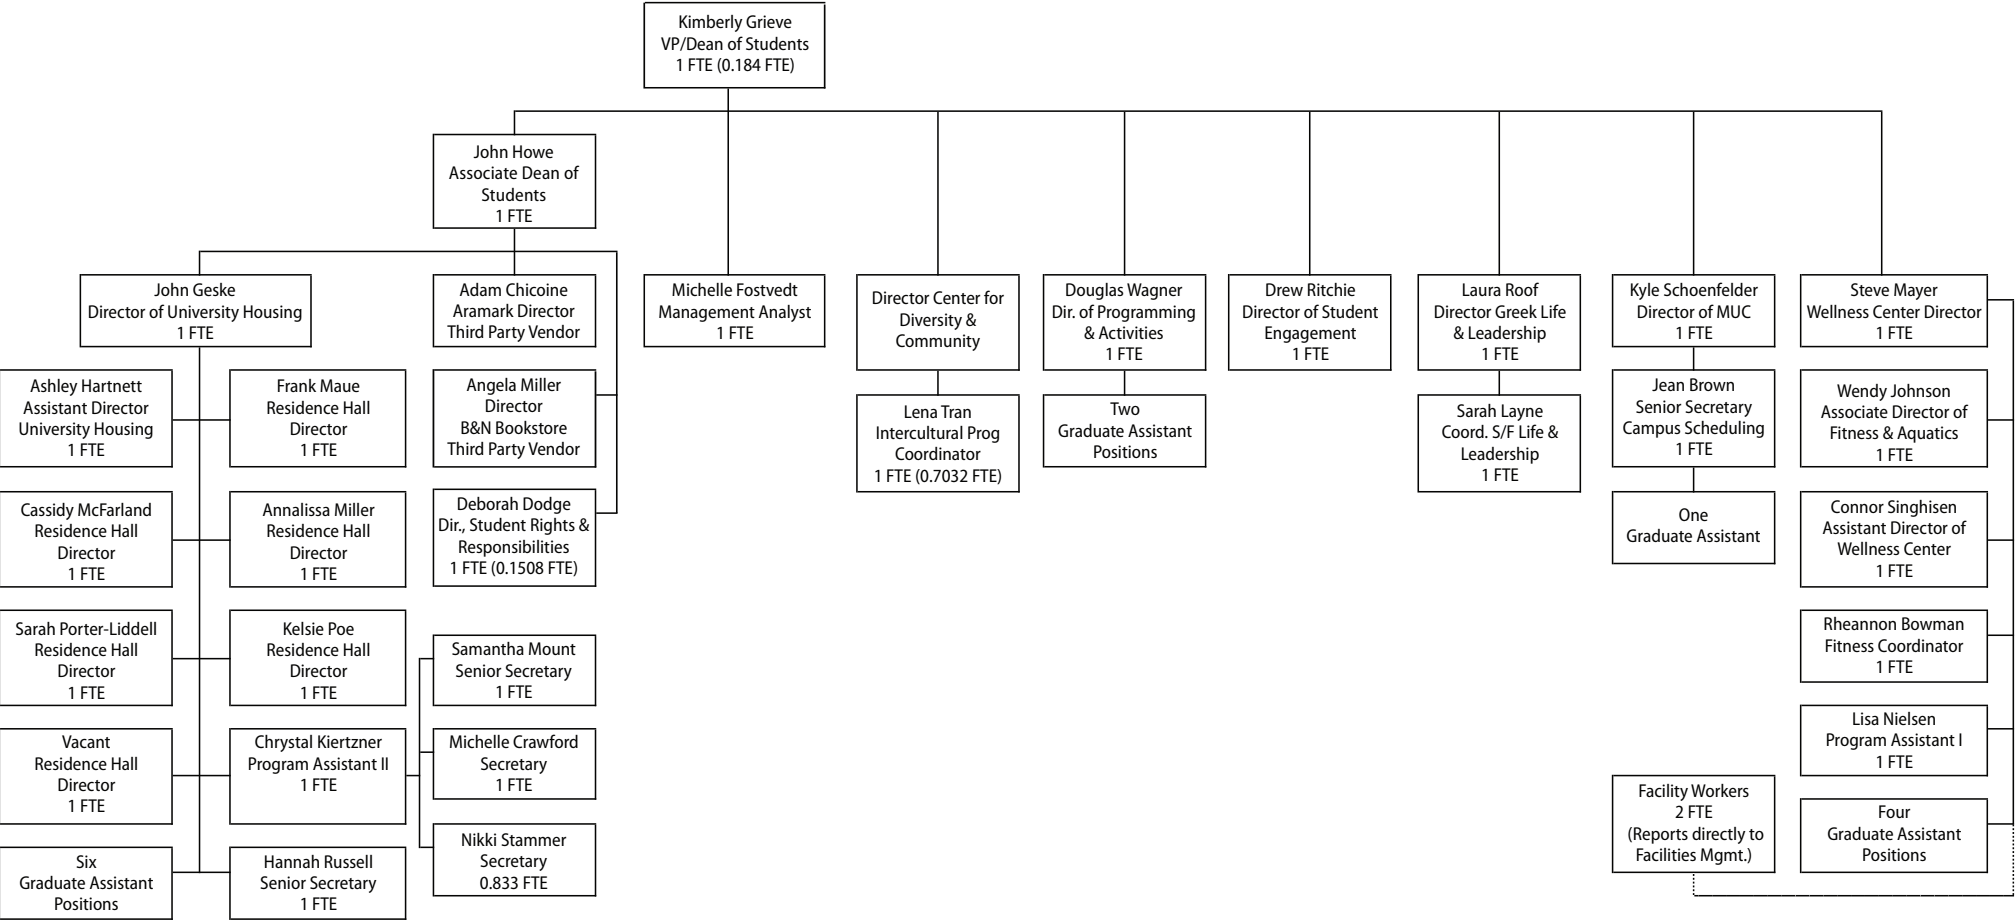 Kimberly Grieve
VP/Dean of Students
1 FTE (0.184 FTE)
John Howe
Associate Dean of
Students
1 FTE
John Geske
Director of University Housing
1 FTE
Adam Chicoine
Aramark Director
Third Party Vendor
Michelle Fostvedt
Management Analyst
1 FTE
Director Center for
Diversity &
Community
Douglas Wagner
Dir. of Programming
& Activities
1 FTE
Drew Ritchie
Director of Student
Engagement
1 FTE
Laura Roof
Director Greek Life
& Leadership
1 FTE
Kyle Schoenfelder
Director of MUC
1 FTE
Steve Mayer
Wellness Center Director
1 FTE
Ashley Hartnett
Assistant Director
University Housing
1 FTE
Frank Maue
Residence Hall
Director
1 FTE
Angela Miller
Director
B&N Bookstore
Third Party Vendor
Lena Tran
Intercultural Prog
Coordinator
1 FTE (0.7032 FTE)
Two
Graduate Assistant
Positions
Sarah Layne
Coord. S/F Life &
Leadership
1 FTE
Jean Brown
Senior Secretary
Campus Scheduling
1 FTE
Wendy Johnson
Associate Director of
Fitness & Aquatics
1 FTE
Cassidy McFarland
Residence Hall
Director
1 FTE
Annalissa Miller
Residence Hall
Director
1 FTE
Deborah Dodge
Dir., Student Rights &
Responsibilities
1 FTE (0.1508 FTE)
One
Graduate Assistant
Connor Singhisen
Assistant Director of
Wellness Center
1 FTE
Sarah Porter-Liddell
Residence Hall
Director
1 FTE
Kelsie Poe
Residence Hall
Director
1 FTE
Samantha Mount
Senior Secretary
1 FTE
Rheannon Bowman
Fitness Coordinator
1 FTE
Vacant
Residence Hall
Director
1 FTE
Chrystal Kiertzner
Program Assistant II
1 FTE
Michelle Crawford
Secretary
1 FTE
Lisa Nielsen
Program Assistant I
1 FTE
Facility Workers
2 FTE
(Reports directly to
Facilities Mgmt.)
Four
Graduate Assistant
Positions
Six
Graduate Assistant
Positions
Hannah Russell
Senior Secretary
1 FTE
Nikki Stammer
Secretary
0.833 FTE